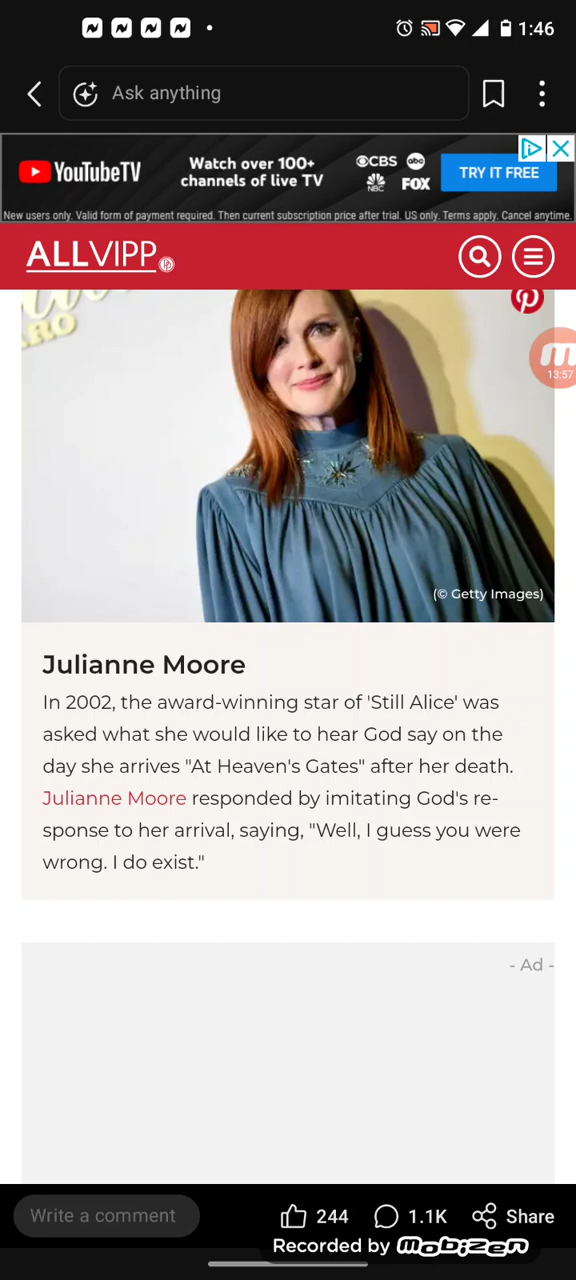 1:46
Ask anything
YouTubeTV
Watch over 100+
channels of live TV
CBS abc
NBC FOX
TRY IT FREE
New users only. Valid form of payment required. Then current subscription price after trial. US only. Terms apply. Cancel anytime.
ALLVIPP
13:57
(© Getty Images)
Julianne Moore
In 2002, the award-winning star of 'Still Alice' was
asked what she would like to hear God say on the
day she arrives "At Heaven's Gates" after her death.
Julianne Moore responded by imitating God's re-
sponse to her arrival, saying, "Well, I guess you were
wrong. I do exist."
- Ad -
Write a comment
244
1.1K
Share
Recorded by mobizen